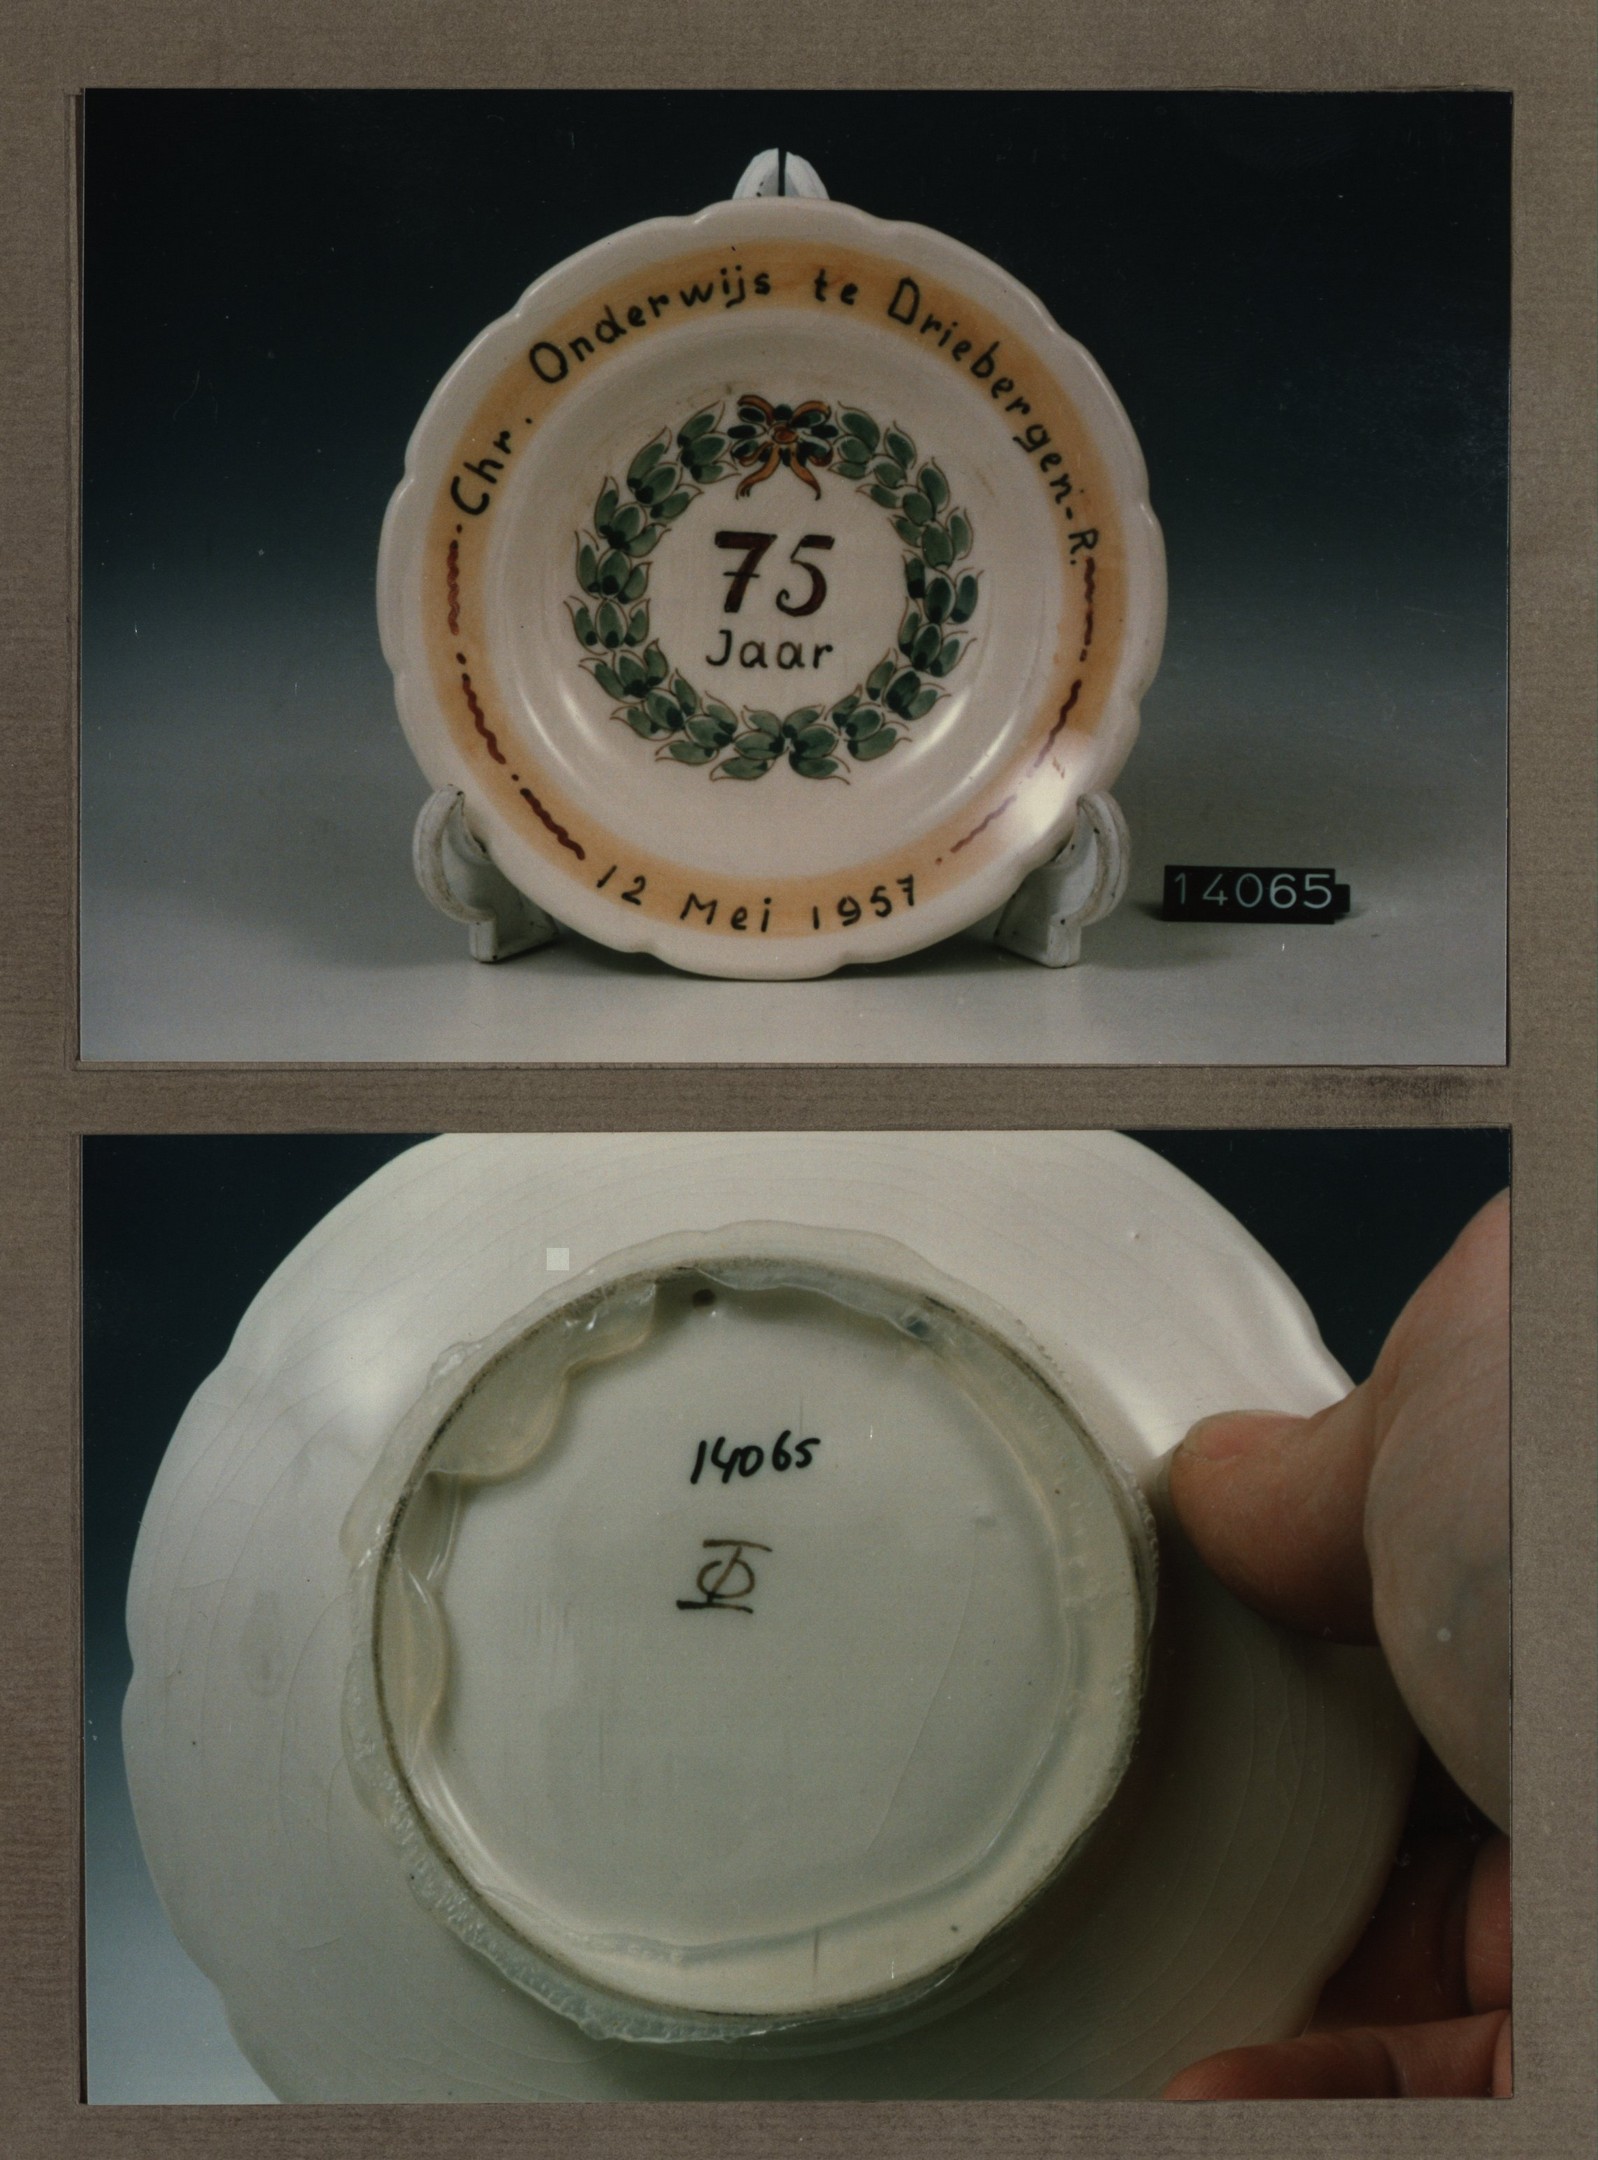 Chr. Onderwijs te Driebergen-R.
75
Jaar
12 Mei 1957
14065
14065